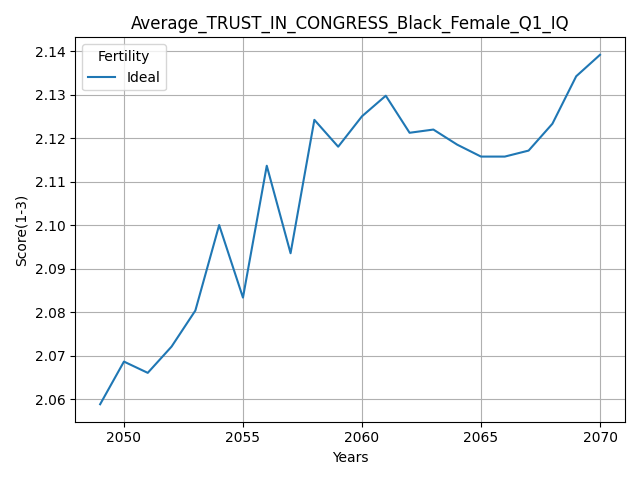 Average_TRUST_IN_CONGRESS_Black_Female_Q1_IQ
Fertility
Ideal
Score(1-3)
2.14
2.13
2.12
2.11
2.10
2.09
2.08
2.07
2.06
2050 2055 2060 2065 2070
Years